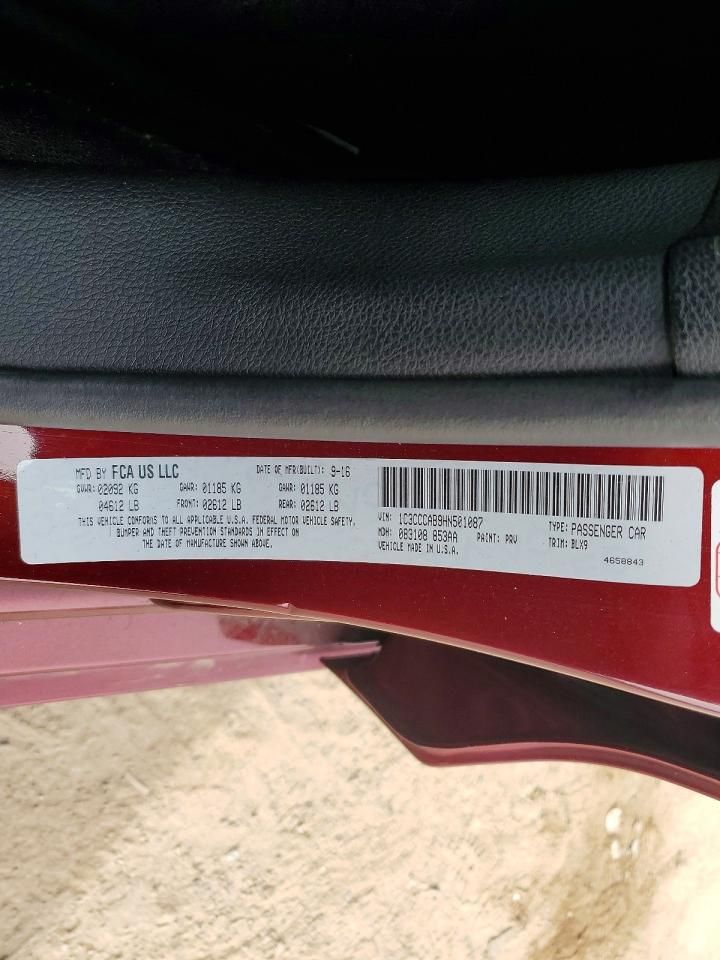 MFD BY FCA US LLC DATE OF MFR(BUILT): 9-16
GVWR: 02092 KG GAWR: 01185 KG GAWR: 01185 KG
04612 LB FRONT: 02612 LB REAR: 02612 LB
THIS VEHICLE CONFORMS TO ALL APPLICABLE U.S.A. FEDERAL MOTOR VEHICLE SAFETY,
BUMPER AND THEFT PREVENTION STANDARDS IN EFFECT ON
THE DATE OF MANUFACTURE SHOWN ABOVE.
VIN: 1C3CCCAB9HN501087 TYPE: PASSENGER CAR
MDH: 083108 853AA PAINT: PRV TRIM: BLX9
VEHICLE MADE IN U.S.A. 4658843